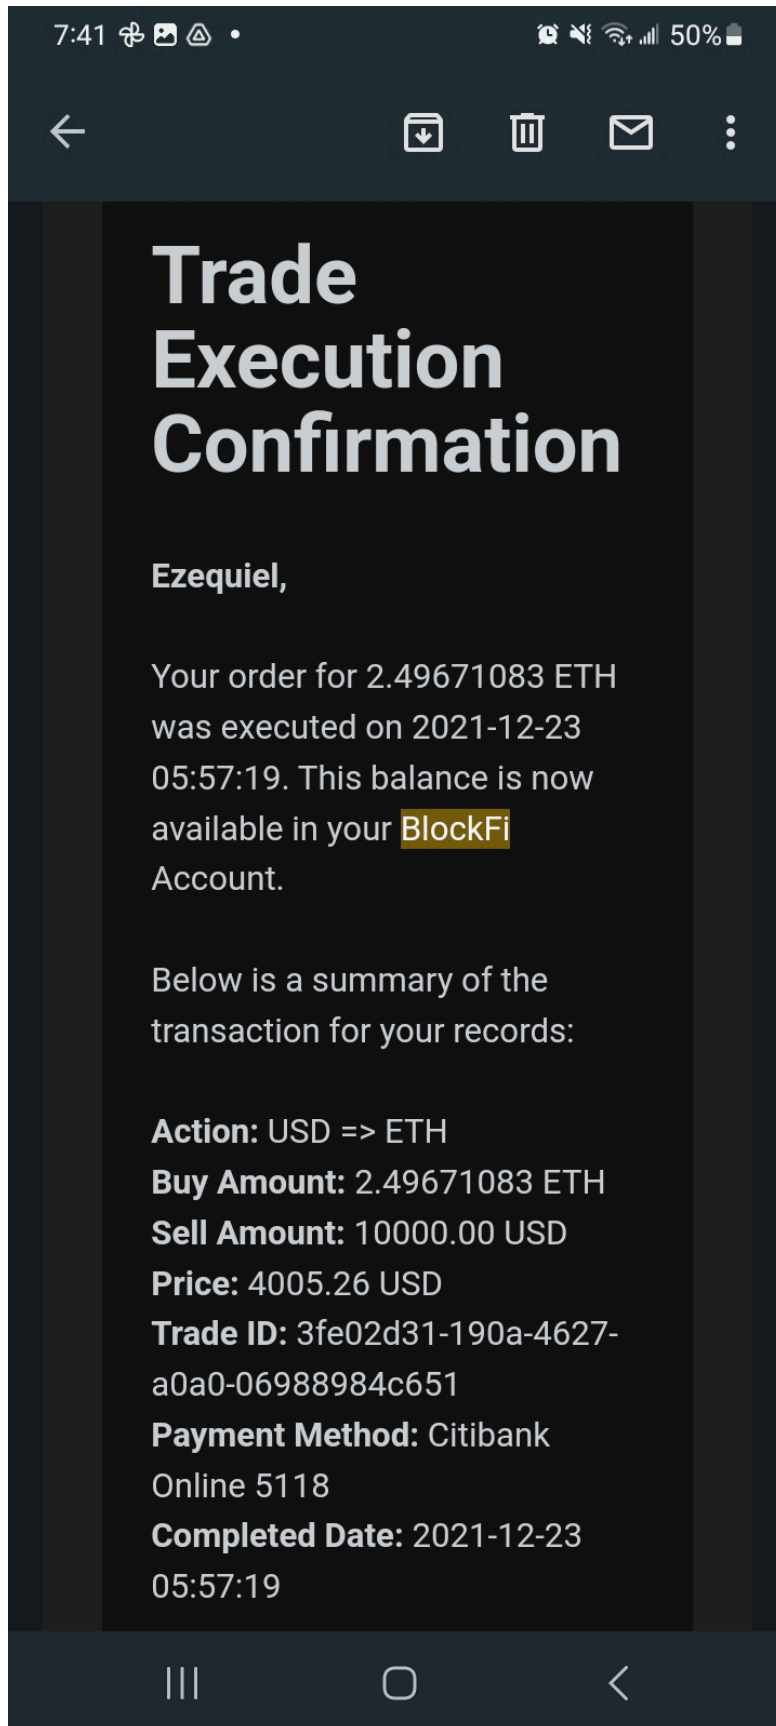 7:41
50%
Trade
Execution
Confirmation
Ezequiel,
Your order for 2.49671083 ETH
was executed on 2021-12-23
05:57:19. This balance is now
available in your BlockFi
Account.
Below is a summary of the
transaction for your records:
Action: USD => ETH
Buy Amount: 2.49671083 ETH
Sell Amount: 10000.00 USD
Price: 4005.26 USD
Trade ID: 3fe02d31-190a-4627-
a0a0-06988984c651
Payment Method: Citibank
Online 5118
Completed Date: 2021-12-23
05:57:19